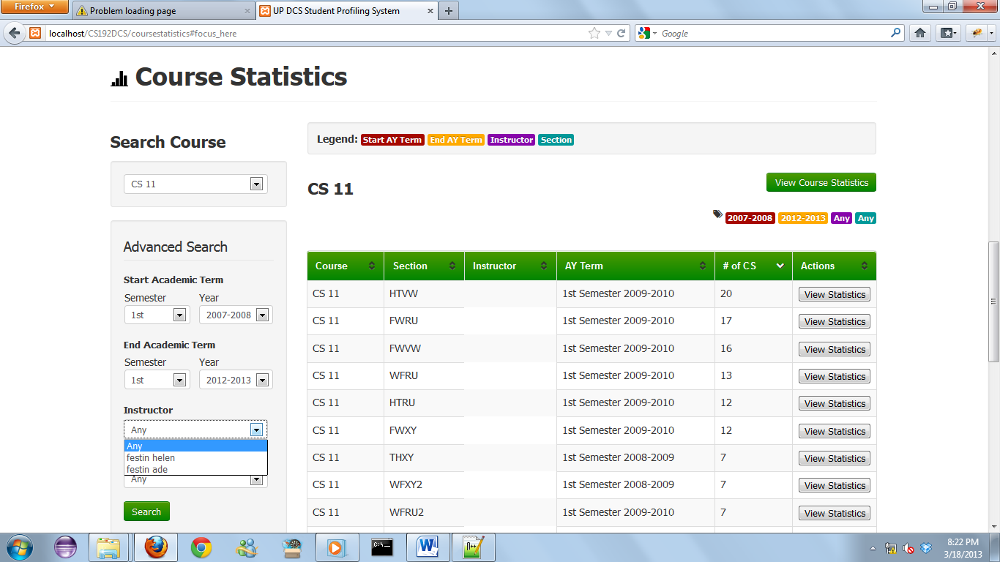 Firefox
Problem loading page
UP DCS Student Profiling System
localhost/CS192DCS/coursestatistics#focus_here
Google
Course Statistics
Search Course
CS 11
Advanced Search
Start Academic Term
Semester Year
1st 2007-2008
End Academic Term
Semester Year
1st 2012-2013
Instructor
Any
Any
festin helen
festin ade
Any
Search
Legend: Start AY Term End AY Term Instructor Section
CS 11
View Course Statistics
2007-2008 2012-2013 Any Any
Course Section Instructor AY Term # of CS Actions
CS 11 HTVW 1st Semester 2009-2010 20 View Statistics
CS 11 FWRU 1st Semester 2009-2010 17 View Statistics
CS 11 FWVW 1st Semester 2009-2010 16 View Statistics
CS 11 WFRU 1st Semester 2009-2010 13 View Statistics
CS 11 HTRU 1st Semester 2009-2010 12 View Statistics
CS 11 FWXY 1st Semester 2009-2010 12 View Statistics
CS 11 THXY 1st Semester 2008-2009 7 View Statistics
CS 11 WFXY2 1st Semester 2008-2009 7 View Statistics
CS 11 WFRU2 1st Semester 2009-2010 7 View Statistics
8:22 PM
3/18/2013